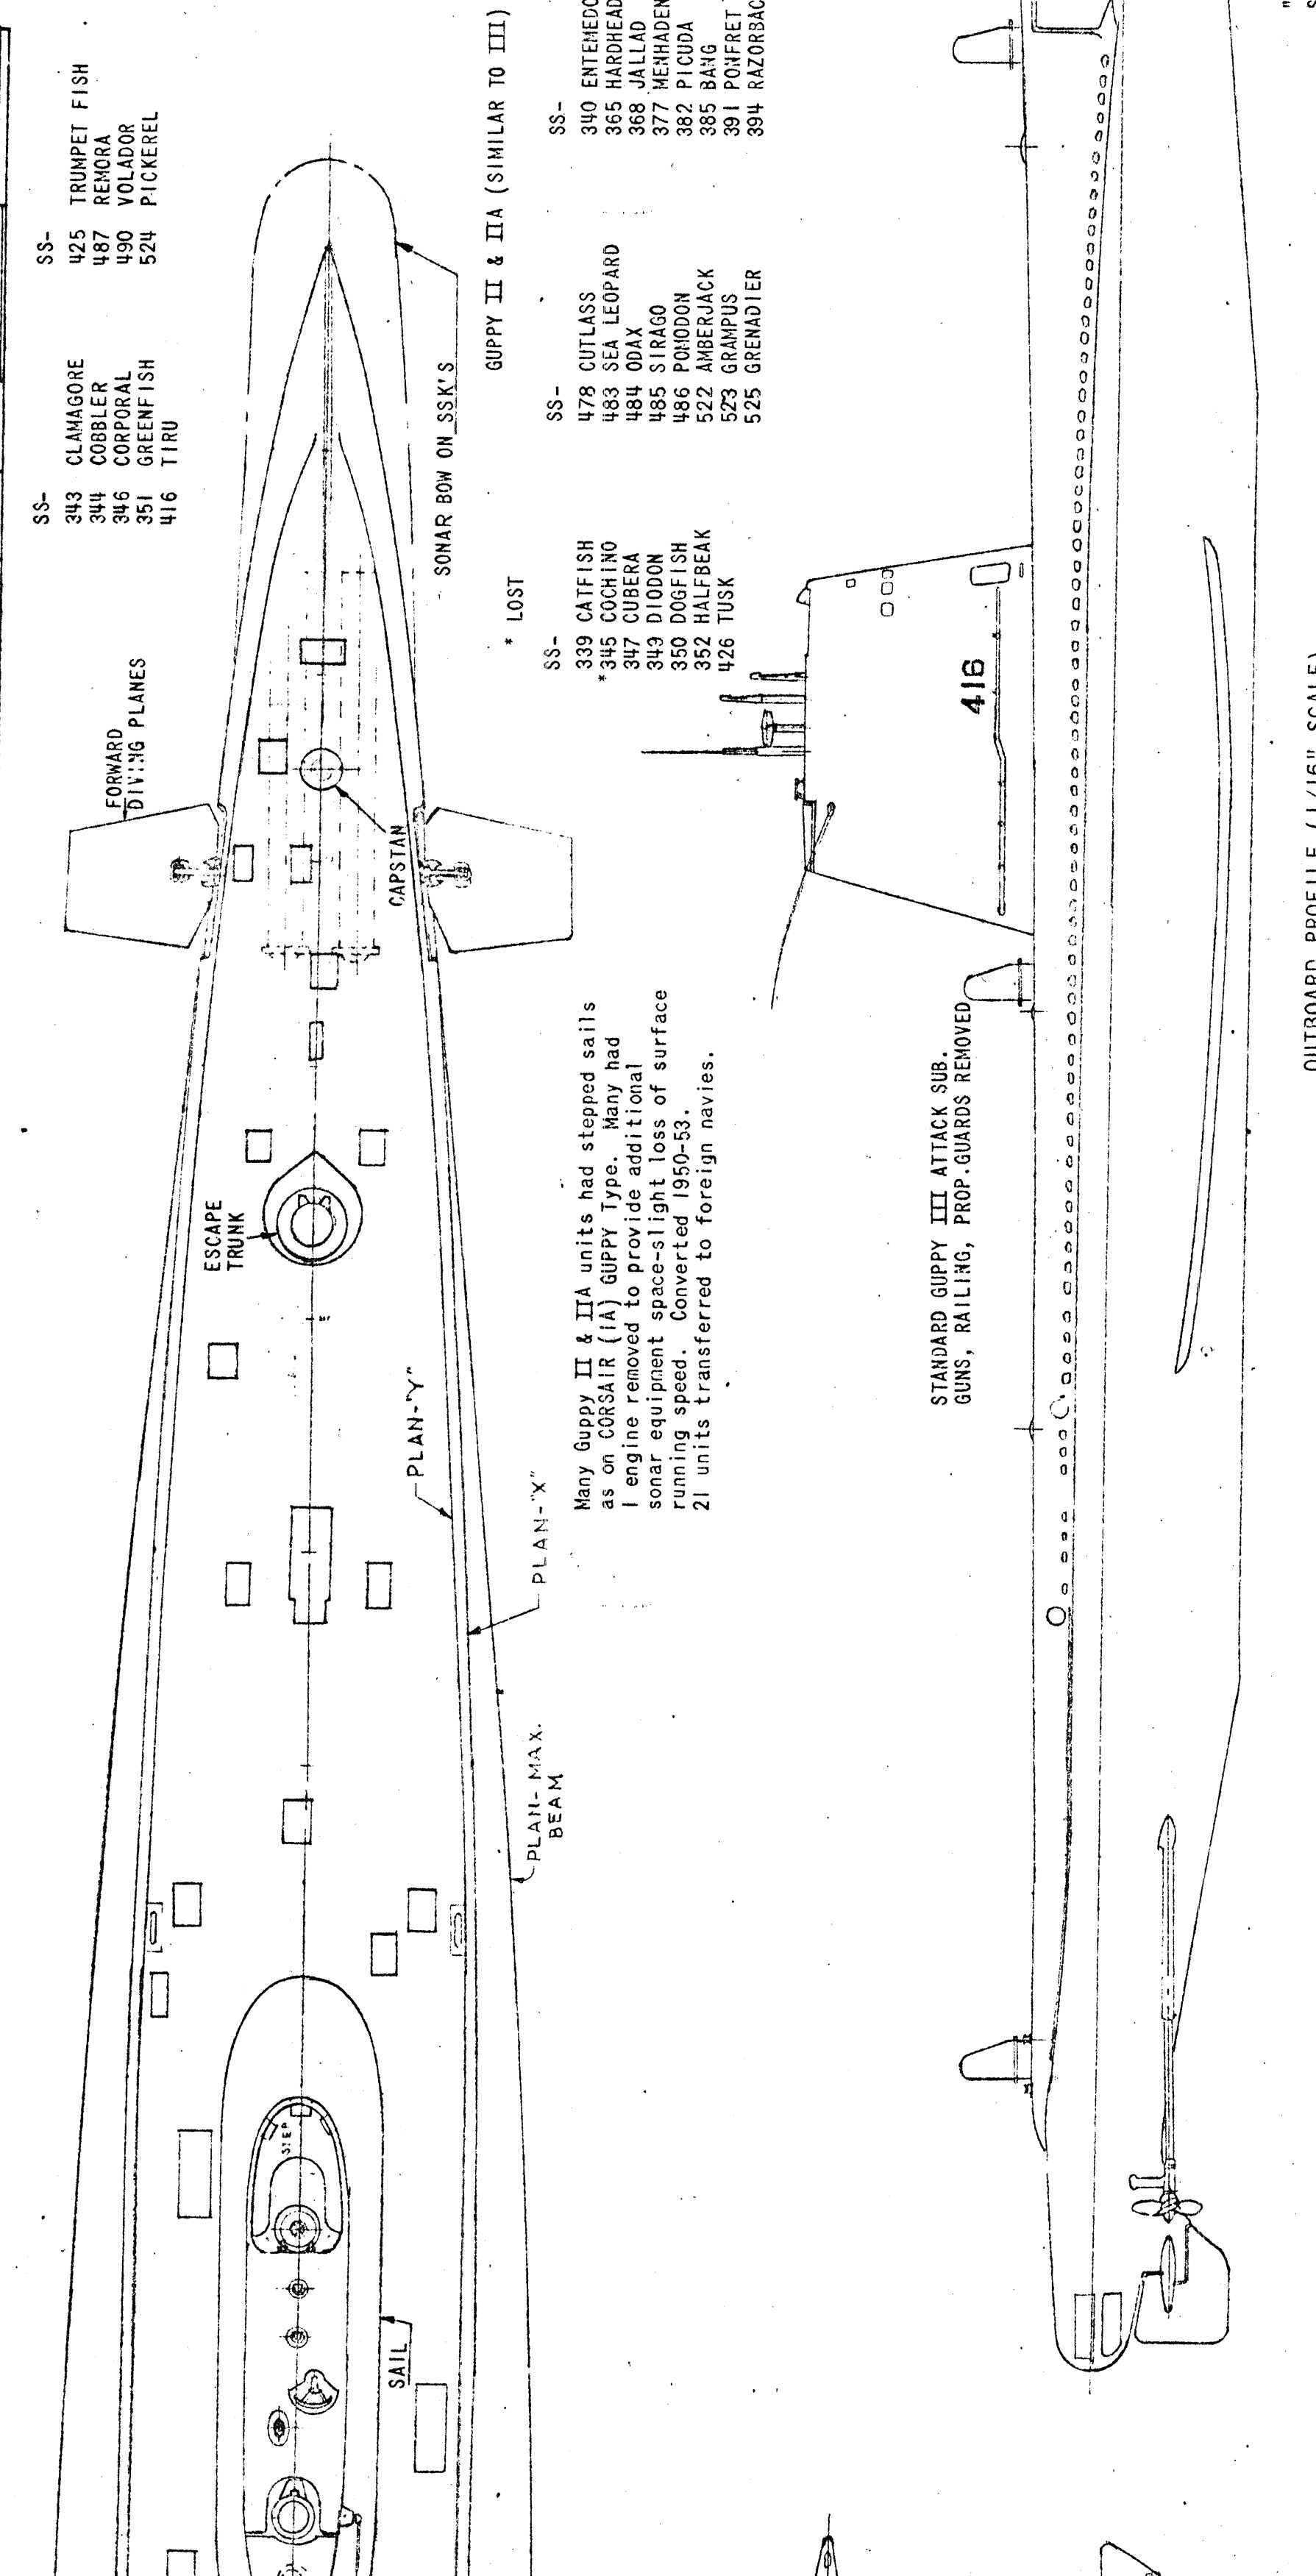 SS-
343 CLAMAGORE
344 COBBLER
346 CORPORAL
351 GREENFISH
416 TIRU
SS-
425 TRUMPET FISH
487 REMORA
490 VOLADOR
524 PICKEREL
FORWARD
DIVING PLANES
ESCAPE
TRUNK
CAPSTAN
STEP
SAIL
PLAN-"Y"
PLAN-"X"
PLAN-MAX.
BEAM
SONAR BOW ON SSK'S
GUPPY II & IIA (SIMILAR TO III)
* LOST
SS-
339 CATFISH
*345 COCHINO
347 CUBERA
349 DIODON
350 DOGFISH
352 HALFBEAK
426 TUSK
SS-
478 CUTLASS
483 SEA LEOPARD
484 ODAX
485 SIRAGO
486 POMODON
522 AMBERJACK
523 GRAMPUS
525 GRENADIER
SS-
340 ENTEMEDO
365 HARDHEAD
368 JALLAD
377 MENHADEN
382 PICUDA
385 BANG
391 PONFRET
394 RAZORBAC
Many Guppy II & IIA units had stepped sails
as on CORSAIR (IA) GUPPY Type. Many had
1 engine removed to provide additional
sonar equipment space-slight loss of surface
running speed. Converted 1950-53.
21 units transferred to foreign navies.
416
STANDARD GUPPY III ATTACK SUB.
GUNS, RAILING, PROP.GUARDS REMOVED
OUTBOARD PROFILE (1/16" SCALE)